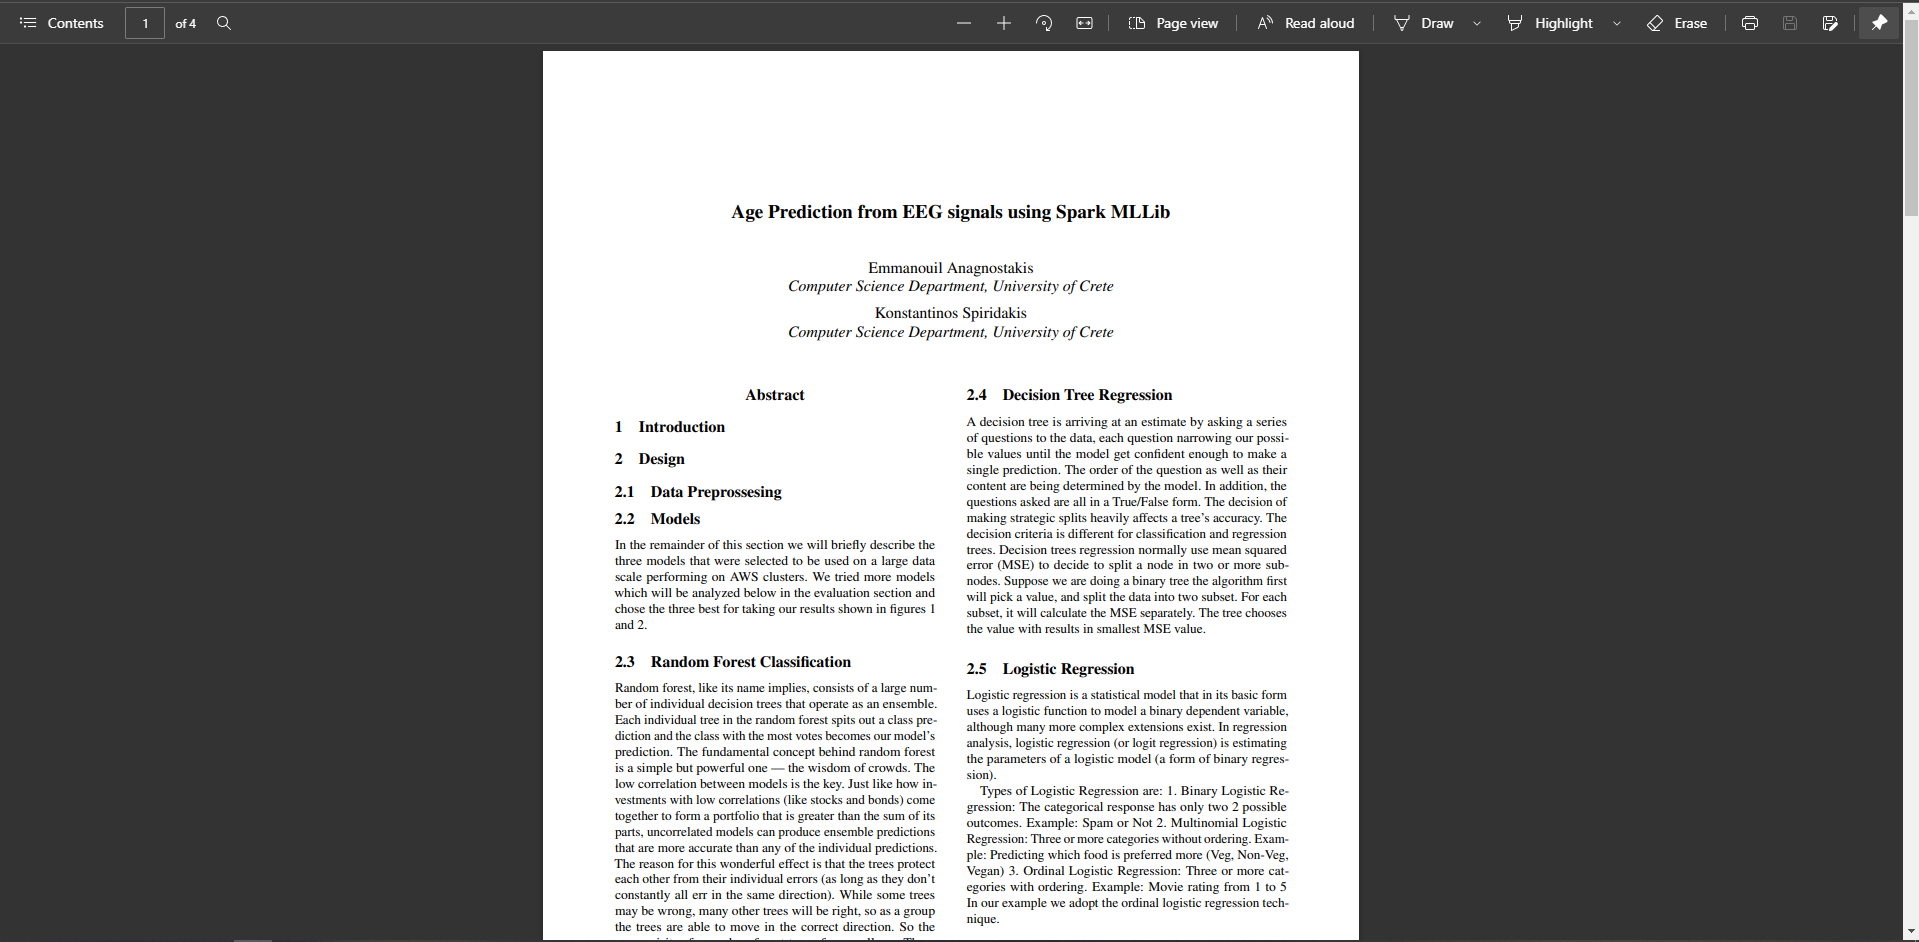 Contents
1
of 4
Page view
Read aloud
Draw
Highlight
Erase
Age Prediction from EEG signals using Spark MLLib
Emmanouil Anagnostakis
Computer Science Department, University of Crete
Konstantinos Spiridakis
Computer Science Department, University of Crete
Abstract
1 Introduction
2 Design
2.1 Data Preprossesing
2.2 Models
In the remainder of this section we will briefly describe the
three models that were selected to be used on a large data
scale performing on AWS clusters. We tried more models
which will be analyzed below in the evaluation section and
chose the three best for taking our results shown in figures 1
and 2.
2.3 Random Forest Classification
Random forest, like its name implies, consists of a large num-
ber of individual decision trees that operate as an ensemble.
Each individual tree in the random forest spits out a class pre-
diction and the class with the most votes becomes our model's
prediction. The fundamental concept behind random forest
is a simple but powerful one — the wisdom of crowds. The
low correlation between models is the key. Just like how in-
vestments with low correlations (like stocks and bonds) come
together to form a portfolio that is greater than the sum of its
parts, uncorrelated models can produce ensemble predictions
that are more accurate than any of the individual predictions.
The reason for this wonderful effect is that the trees protect
each other from their individual errors (as long as they don't
constantly all err in the same direction). While some trees
may be wrong, many other trees will be right, so as a group
the trees are able to move in the correct direction. So the
2.4 Decision Tree Regression
A decision tree is arriving at an estimate by asking a series
of questions to the data, each question narrowing our possi-
ble values until the model get confident enough to make a
single prediction. The order of the question as well as their
content are being determined by the model. In addition, the
questions asked are all in a True/False form. The decision of
making strategic splits heavily affects a tree's accuracy. The
decision criteria is different for classification and regression
trees. Decision trees regression normally use mean squared
error (MSE) to decide to split a node in two or more sub-
nodes. Suppose we are doing a binary tree the algorithm first
will pick a value, and split the data into two subset. For each
subset, it will calculate the MSE separately. The tree chooses
the value with results in smallest MSE value.
2.5 Logistic Regression
Logistic regression is a statistical model that in its basic form
uses a logistic function to model a binary dependent variable,
although many more complex extensions exist. In regression
analysis, logistic regression (or logit regression) is estimating
the parameters of a logistic model (a form of binary regres-
sion).
Types of Logistic Regression are: 1. Binary Logistic Re-
gression: The categorical response has only two 2 possible
outcomes. Example: Spam or Not 2. Multinomial Logistic
Regression: Three or more categories without ordering. Exam-
ple: Predicting which food is preferred more (Veg, Non-Veg,
Vegan) 3. Ordinal Logistic Regression: Three or more cat-
egories with ordering. Example: Movie rating from 1 to 5
In our example we adopt the ordinal logistic regression tech-
nique.